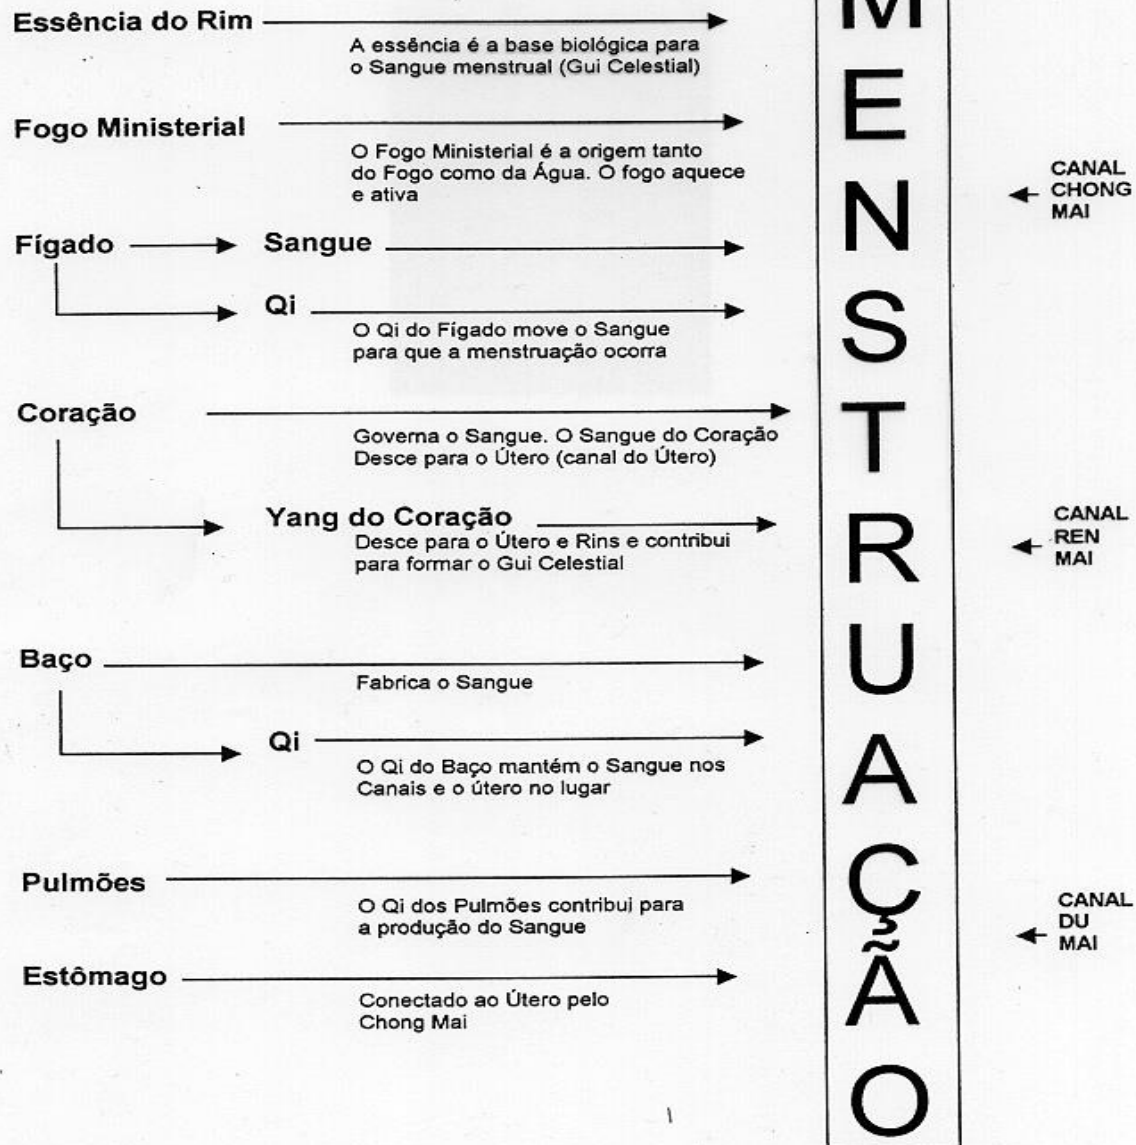 Essência do Rim
A essência é a base biológica para
o Sangue menstrual (Gui Celestial)
Fogo Ministerial
O Fogo Ministerial é a origem tanto
do Fogo como da Água. O fogo aquece
e ativa
Fígado
Sangue
Qi
O Qi do Fígado move o Sangue
para que a menstruação ocorra
Coração
Governa o Sangue. O Sangue do Coração
Desce para o Útero (canal do Útero)
Yang do Coração
Desce para o Útero e Rins e contribui
para formar o Gui Celestial
Baço
Fabrica o Sangue
Qi
O Qi do Baço mantém o Sangue nos
Canais e o útero no lugar
Pulmões
O Qi dos Pulmões contribui para
a produção do Sangue
Estômago
Conectado ao Útero pelo
Chong Mai
MENSTRUAÇÃO
CANAL
CHONG
MAI
CANAL
REN
MAI
CANAL
DU
MAI